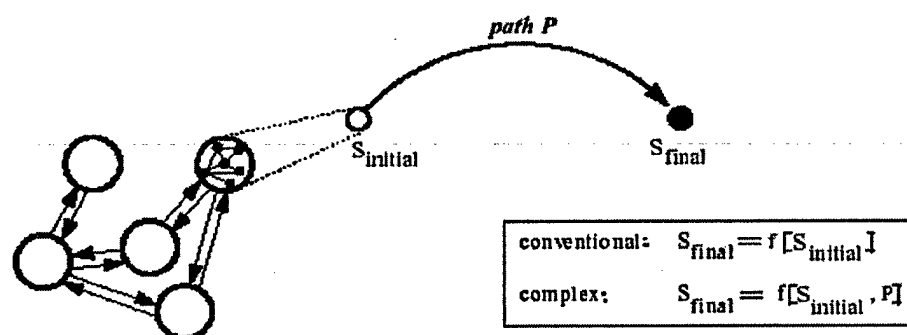 path P
S_initial
S_final
conventional: S_final = f[S_initial]
complex: S_final = f[S_initial, P]